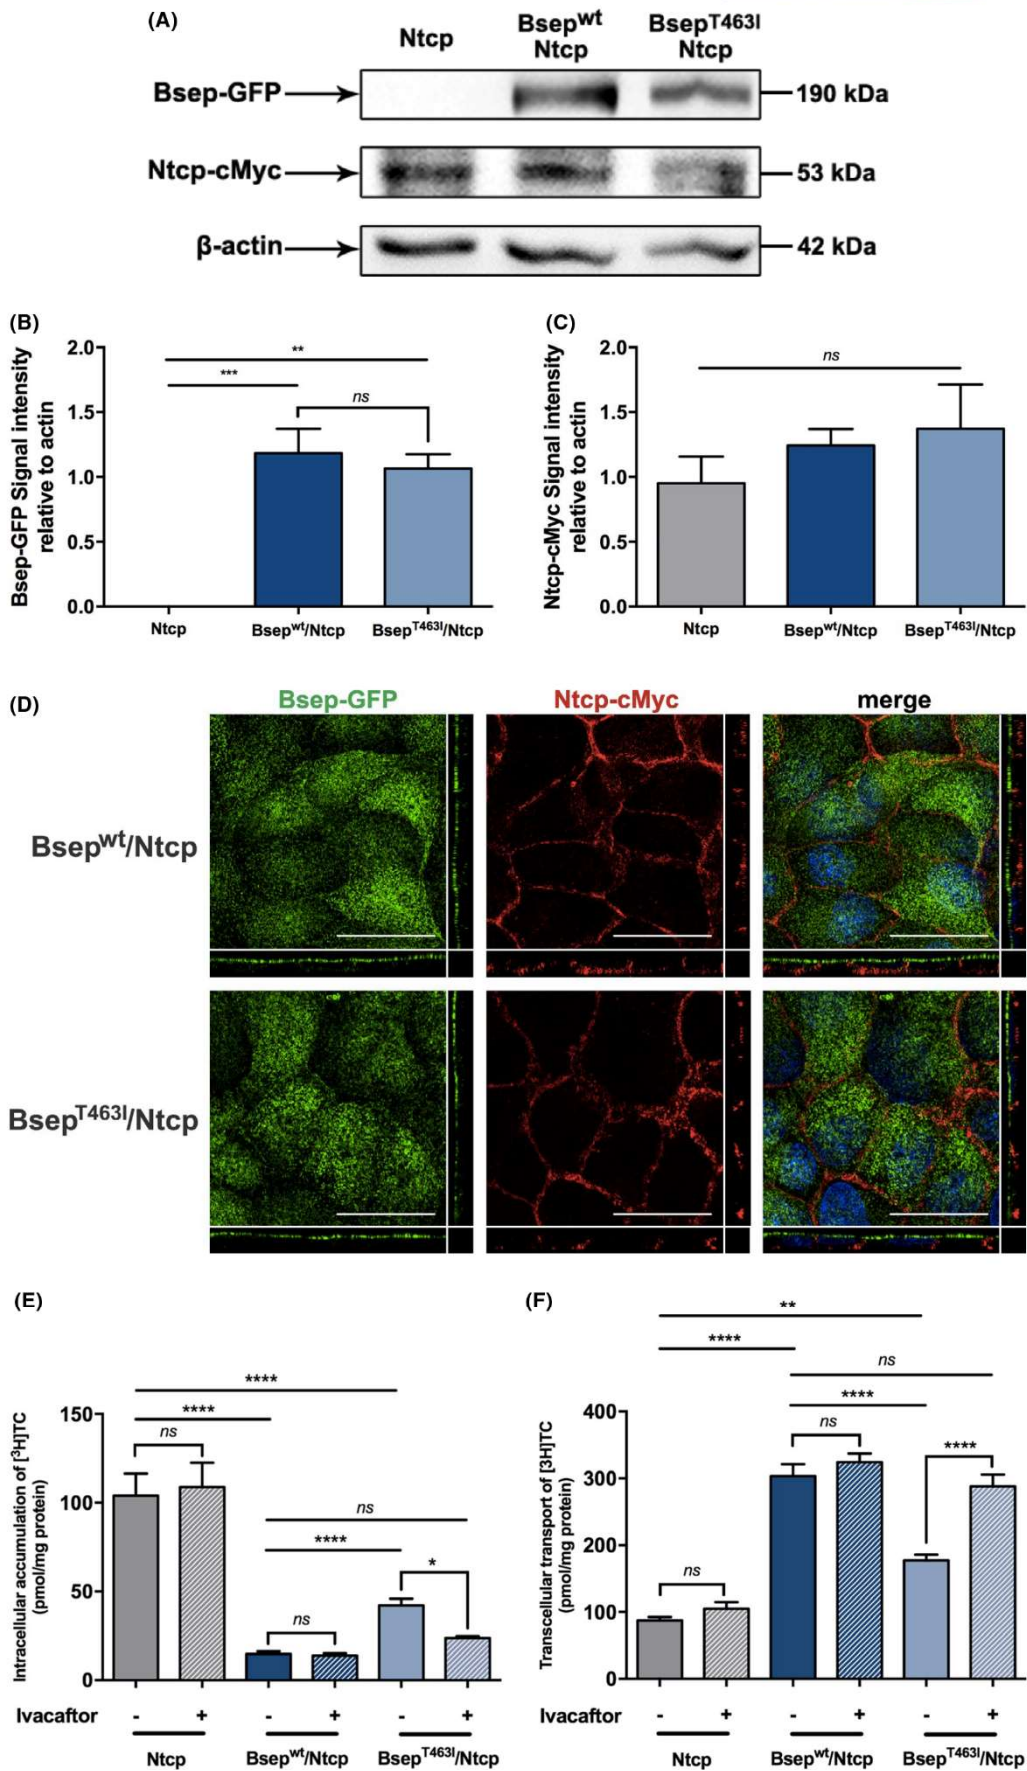 (A)
Ntcp
Bsepwt
Ntcp
BsepT463I
Ntcp
Bsep-GFP
190 kDa
Ntcp-cMyc
53 kDa
β-actin
42 kDa
(B)
Bsep-GFP Signal intensity
relative to actin
2.0
1.5
1.0
0.5
0.0
**
***
ns
Ntcp
Bsepwt/Ntcp
BsepT463I/Ntcp
(C)
Ntcp-cMyc Signal intensity
relative to actin
2.0
1.5
1.0
0.5
0.0
ns
Ntcp
Bsepwt/Ntcp
BsepT463I/Ntcp
(D)
Bsep-GFP
Ntcp-cMyc
merge
Bsepwt/Ntcp
BsepT463I/Ntcp
(E)
Intracellular accumulation of [3H]TC
(pmol/mg protein)
150
100
50
0
****
****
ns
ns
****
*
ns
Ivacaftor
- + - + - +
Ntcp
Bsepwt/Ntcp
BsepT463I/Ntcp
(F)
Transcellular transport of [3H]TC
(pmol/mg protein)
400
300
200
100
0
**
****
ns
****
ns
****
ns
Ivacaftor
- + - + - +
Ntcp
Bsepwt/Ntcp
BsepT463I/Ntcp